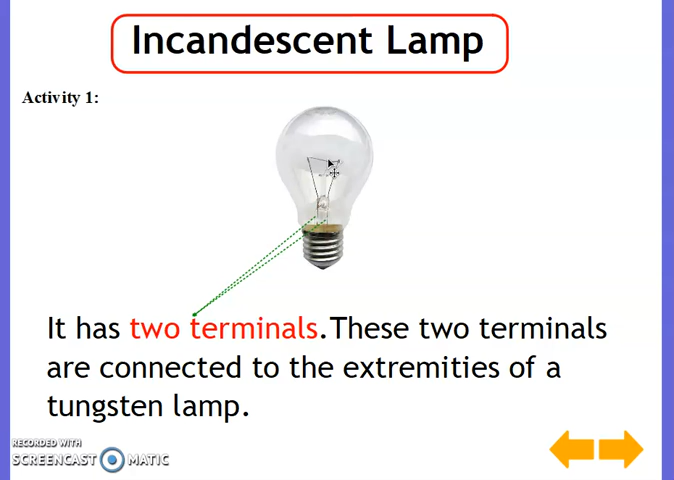 Incandescent Lamp
Activity 1:
It has two terminals.These two terminals
are connected to the extremities of a
tungsten lamp.
RECORDED WITH
SCREENCAST MATIC